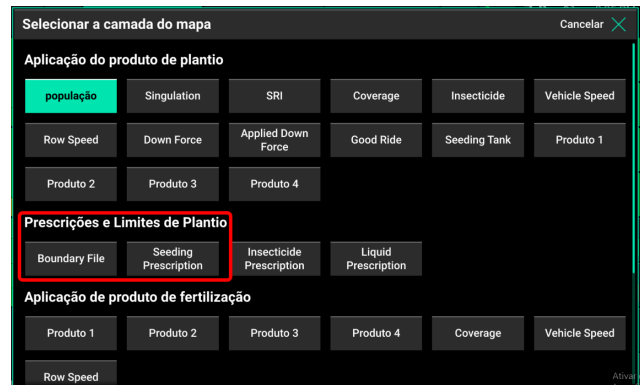 Selecionar a camada do mapa
Cancelar
Aplicação do produto de plantio
população
Singulation
SRI
Coverage
Insecticide
Vehicle Speed
Row Speed
Down Force
Applied Down
Force
Good Ride
Seeding Tank
Produto 1
Produto 2
Produto 3
Produto 4
Prescrições e Limites de Plantio
Boundary File
Seeding
Prescription
Insecticide
Prescription
Liquid
Prescription
Aplicação de produto de fertilização
Produto 1
Produto 2
Produto 3
Produto 4
Coverage
Vehicle Speed
Row Speed
Ativar